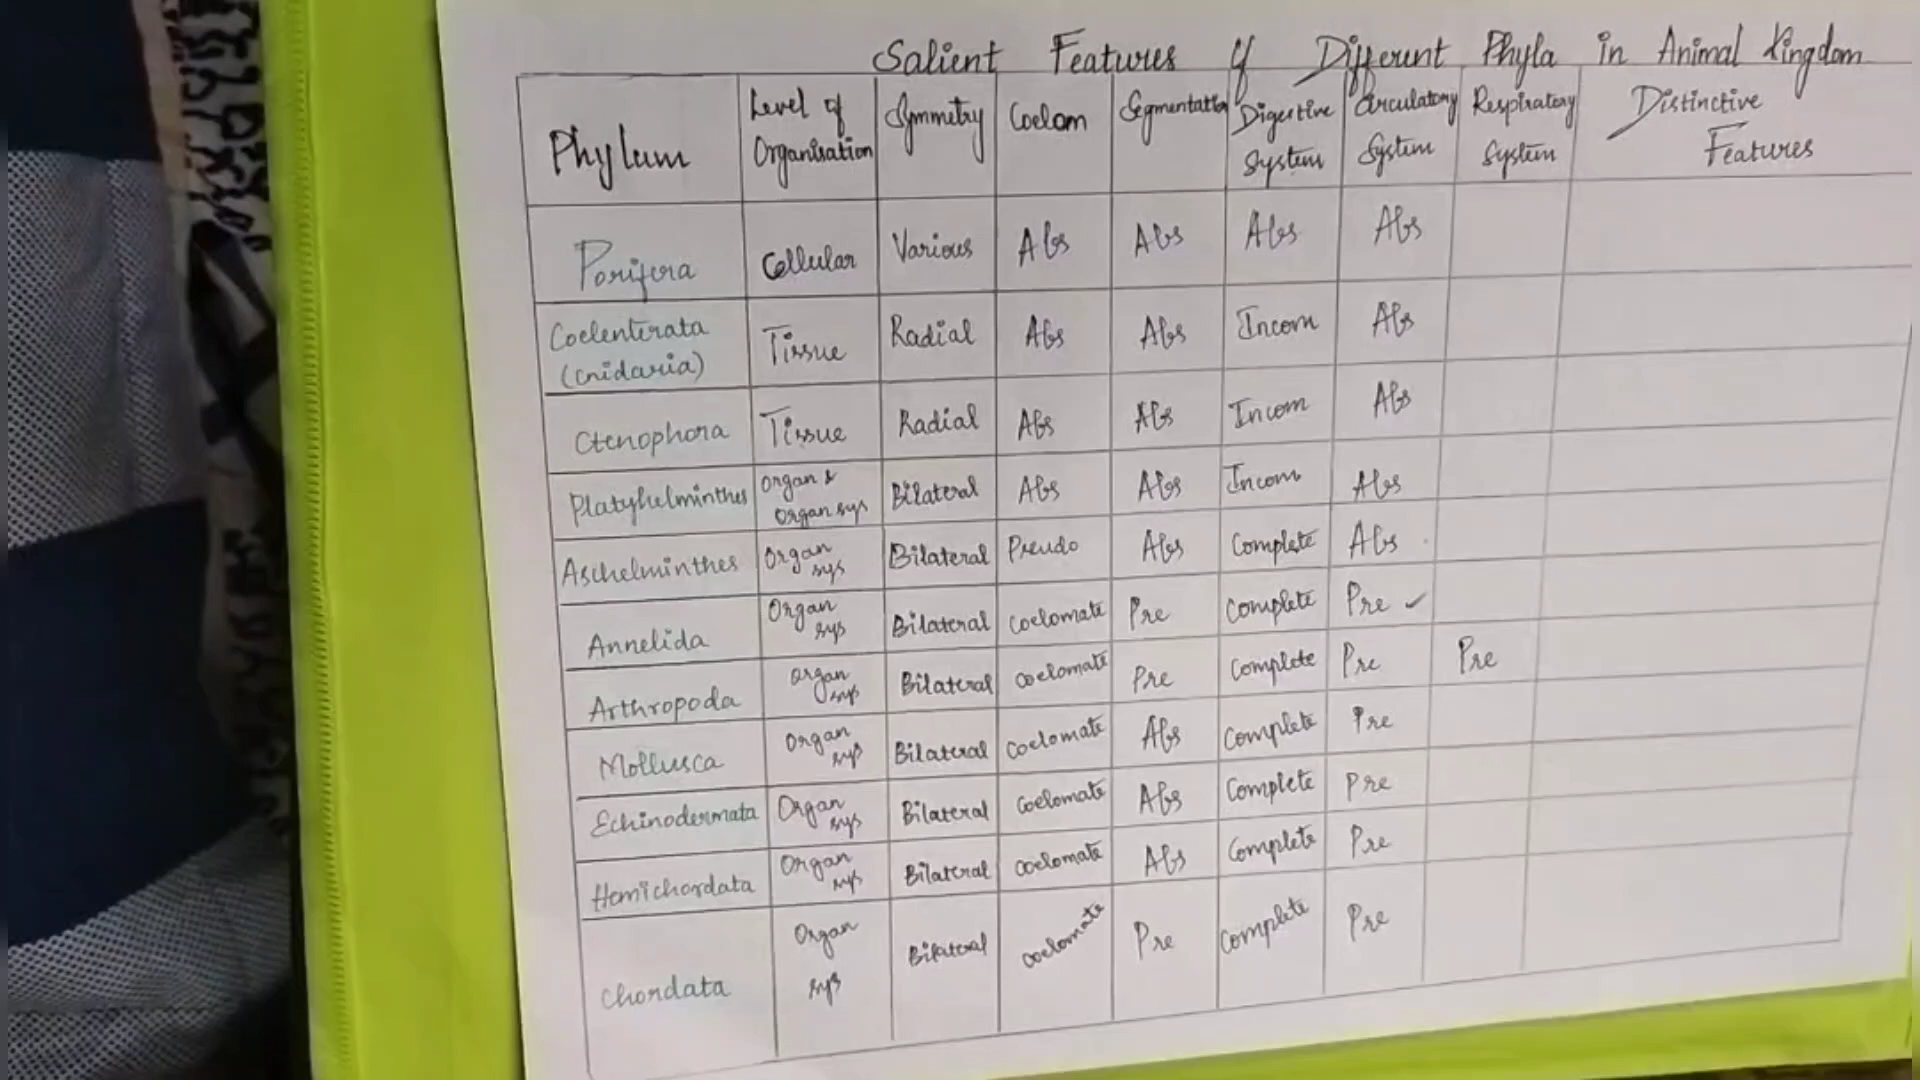 Salient Features of Different Phyla in Animal Kingdom
Phylum Level of Organisation Symmetry Coelom Segmentation Digestive System Circulatory System Respiratory System Distinctive Features
Porifera Cellular Various Abs Abs Abs Abs
Coelenterata (cnidaria) Tissue Radial Abs Abs Incom Abs
Ctenophora Tissue Radial Abs Abs Incom Abs
Platyhelminthes Organ & Organ sys Bilateral Abs Abs Incom Abs
Aschelminthes Organ sys Bilateral Pseudo Abs Complete Abs
Annelida Organ sys Bilateral Coelomate Pre Complete Pre ✓
Arthropoda Organ sys Bilateral Coelomate Pre Complete Pre Pre
Mollusca Organ sys Bilateral Coelomate Abs Complete Pre
Echinodermata Organ sys Bilateral Coelomate Abs Complete Pre
Hemichordata Organ sys Bilateral Coelomate Abs Complete Pre
Chordata Organ sys Bilateral Coelomate Pre Complete Pre